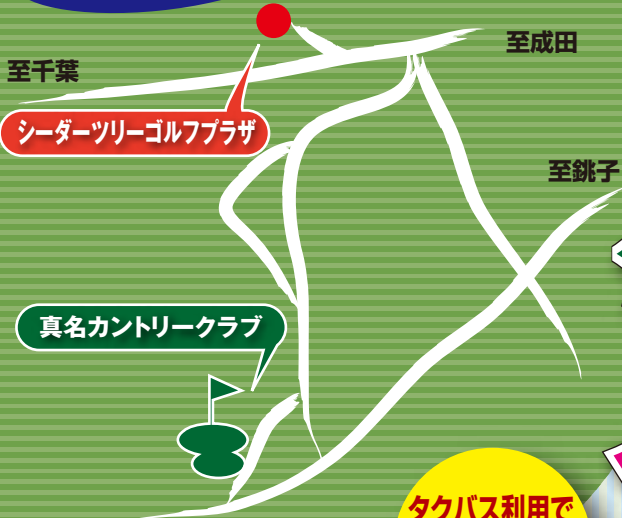 至成田
至千葉
シーダーツリーゴルフプラザ
至銚子
真名カントリークラブ
タクバス利用で